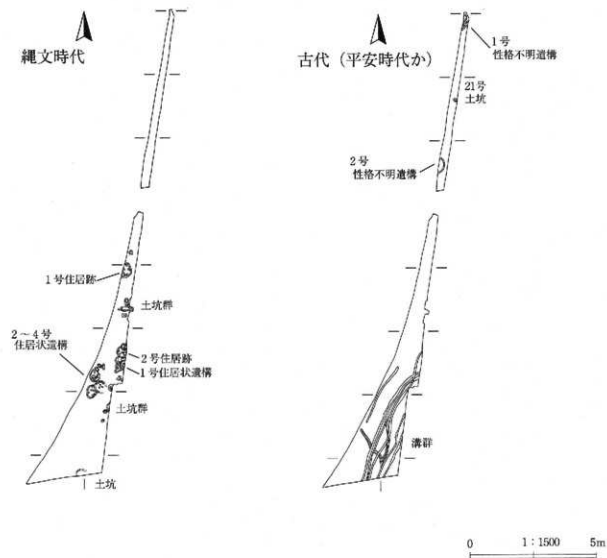 縄文時代
1号住居跡
土坑群
2～4号
住居状遺構
2号住居跡
1号住居状遺構
土坑群
土坑
古代（平安時代か）
1号
性格不明遺構
21号
土坑
2号
性格不明遺構
溝群
0 1：1500 5m